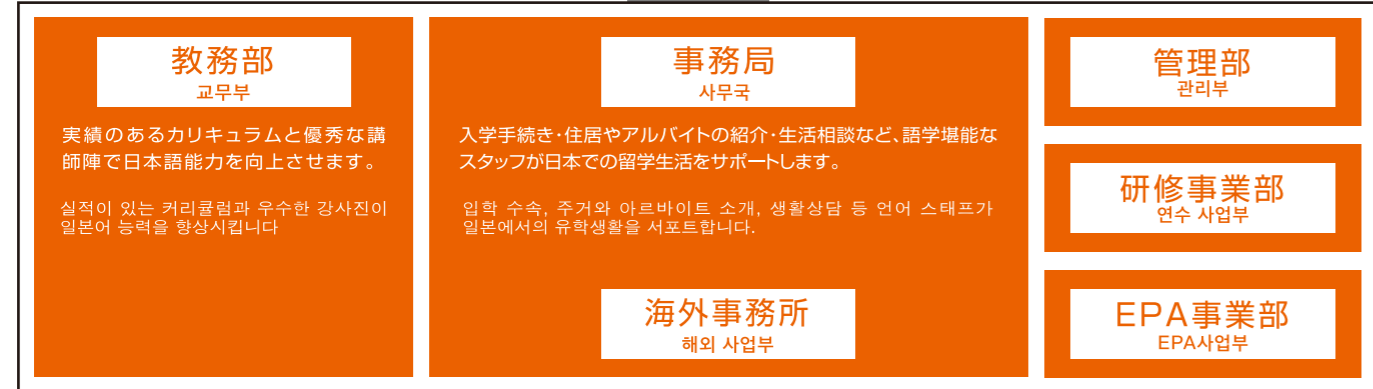 教務部
교무부
実績のあるカリキュラムと優秀な講
師陣で日本語能力を向上させます。
실적이 있는 커리큘럼과 우수한 강사진이
일본어 능력을 향상시킵니다
事務局
사무국
入学手続き・住居やアルバイトの紹介・生活相談など、語学堪能な
スタッフが日本での留学生活をサポートします。
입학 수속, 주거와 아르바이트 소개, 생활상담 등 언어 스태프가
일본에서의 유학생활을 서포트합니다.
海外事務所
해외 사업부
管理部
관리부
研修事業部
연수 사업부
EPA事業部
EPA사업부